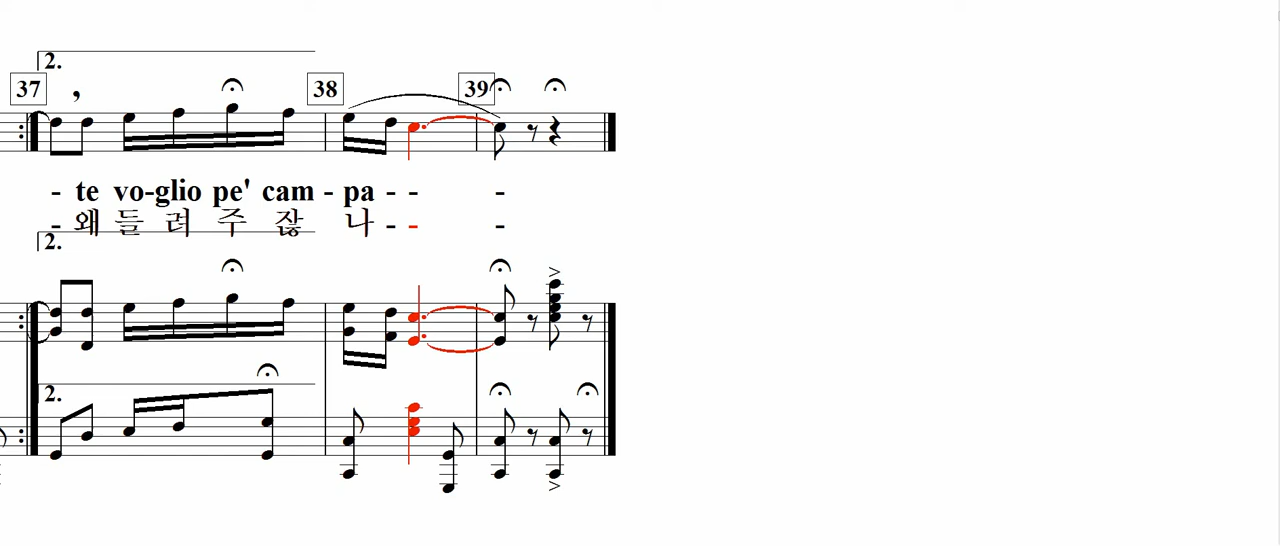 2.
37 , 38 39
- te vo-glio pe' cam - pa - - -
- 왜 들 려 주 잖 나 - - -
2.
2.